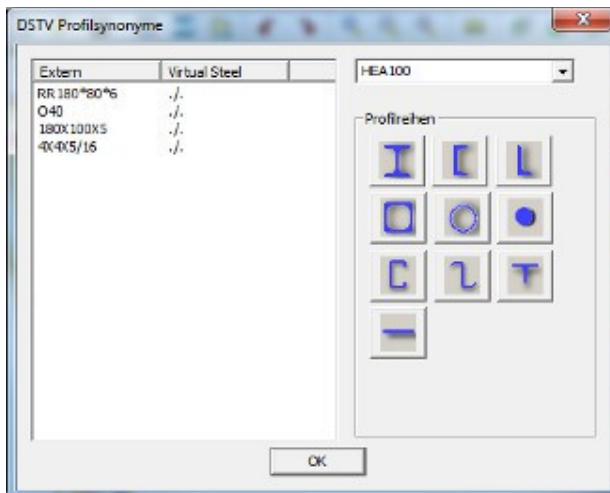 DSTV Profilsynonyme
Extern Virtual Steel
RR180*80*6 ./.
O40 ./.
180X100X5 ./.
4X4X5/16 ./.
HEA100
Profilreihen
OK